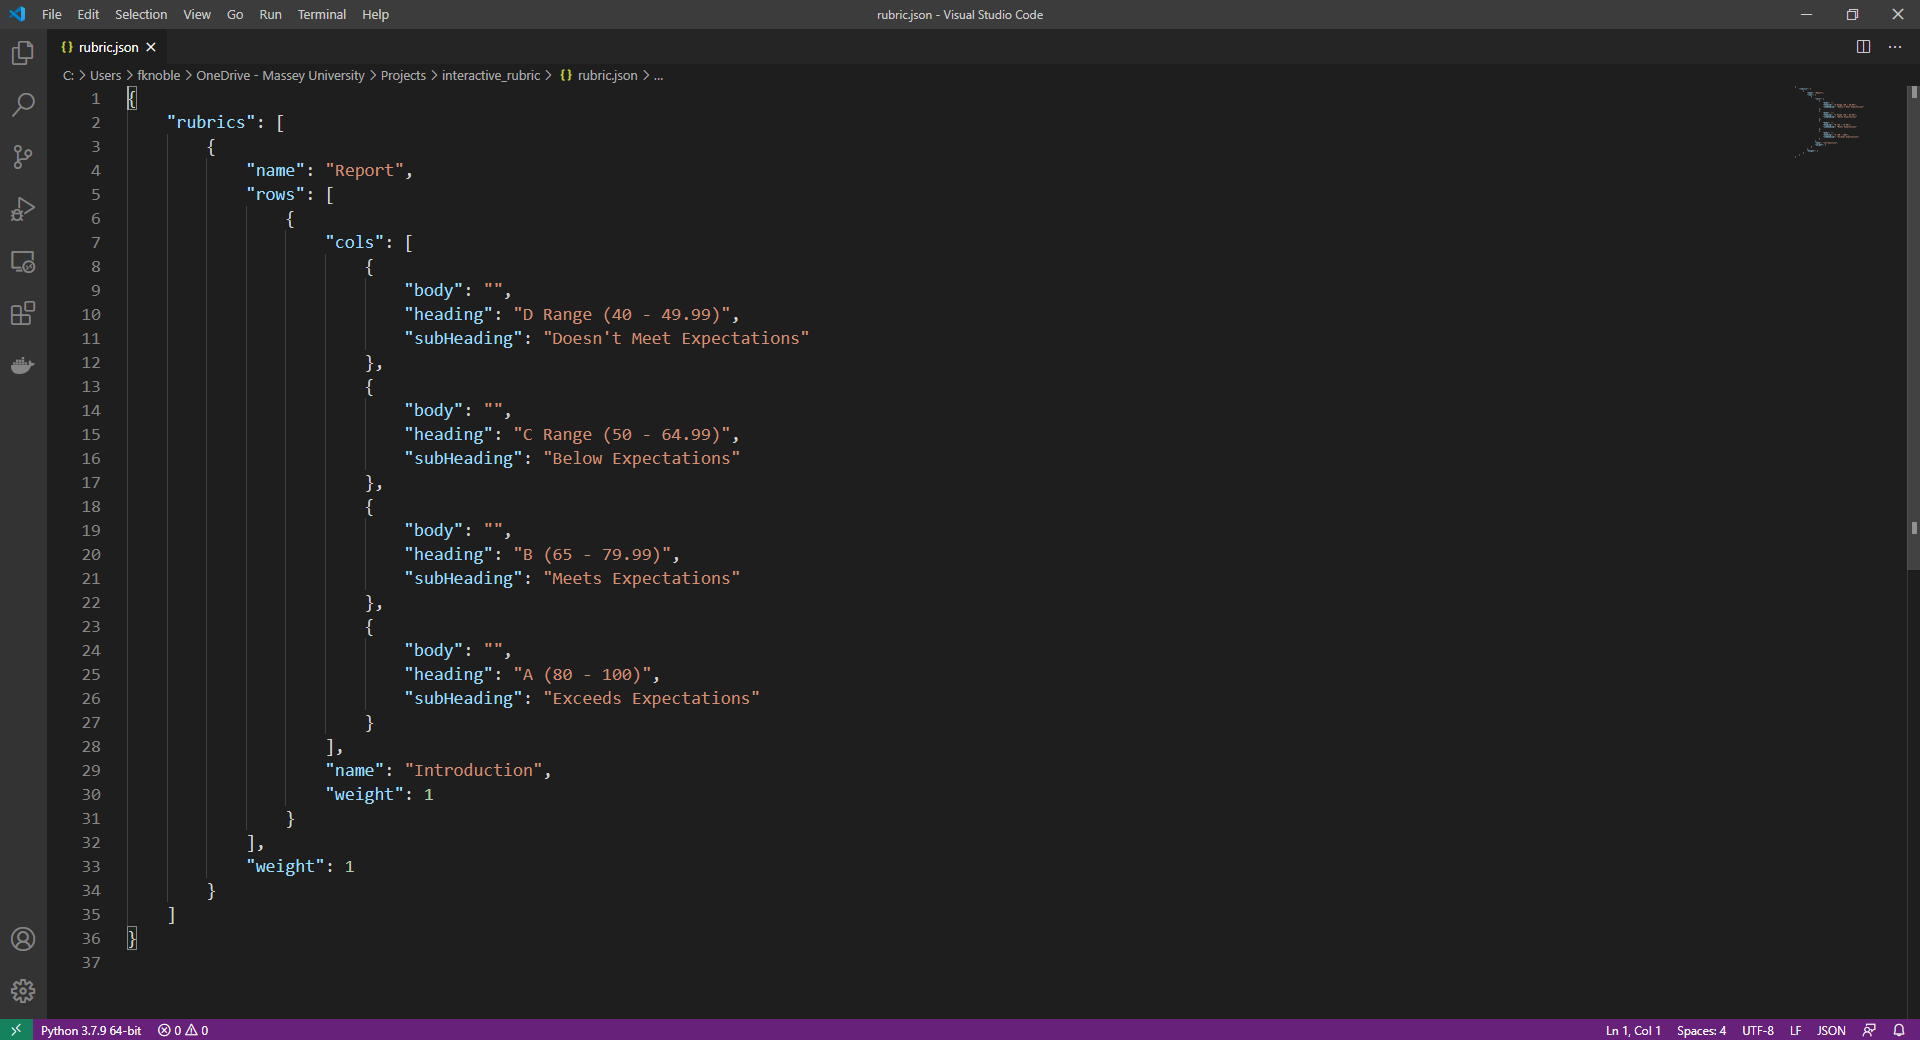 File Edit Selection View Go Run Terminal Help
rubric.json - Visual Studio Code
{} rubric.json
C: > Users > fknoble > OneDrive - Massey University > Projects > interactive_rubric > {} rubric.json > ...
1 {
2 "rubrics": [
3 {
4 "name": "Report",
5 "rows": [
6 {
7 "cols": [
8 {
9 "body": "",
10 "heading": "D Range (40 - 49.99)",
11 "subHeading": "Doesn't Meet Expectations"
12 },
13 {
14 "body": "",
15 "heading": "C Range (50 - 64.99)",
16 "subHeading": "Below Expectations"
17 },
18 {
19 "body": "",
20 "heading": "B (65 - 79.99)",
21 "subHeading": "Meets Expectations"
22 },
23 {
24 "body": "",
25 "heading": "A (80 - 100)",
26 "subHeading": "Exceeds Expectations"
27 }
28 ],
29 "name": "Introduction",
30 "weight": 1
31 }
32 ],
33 "weight": 1
34 }
35 ]
36 }
37
Python 3.7.9 64-bit 0 0 Ln 1, Col 1 Spaces: 4 UTF-8 LF JSON